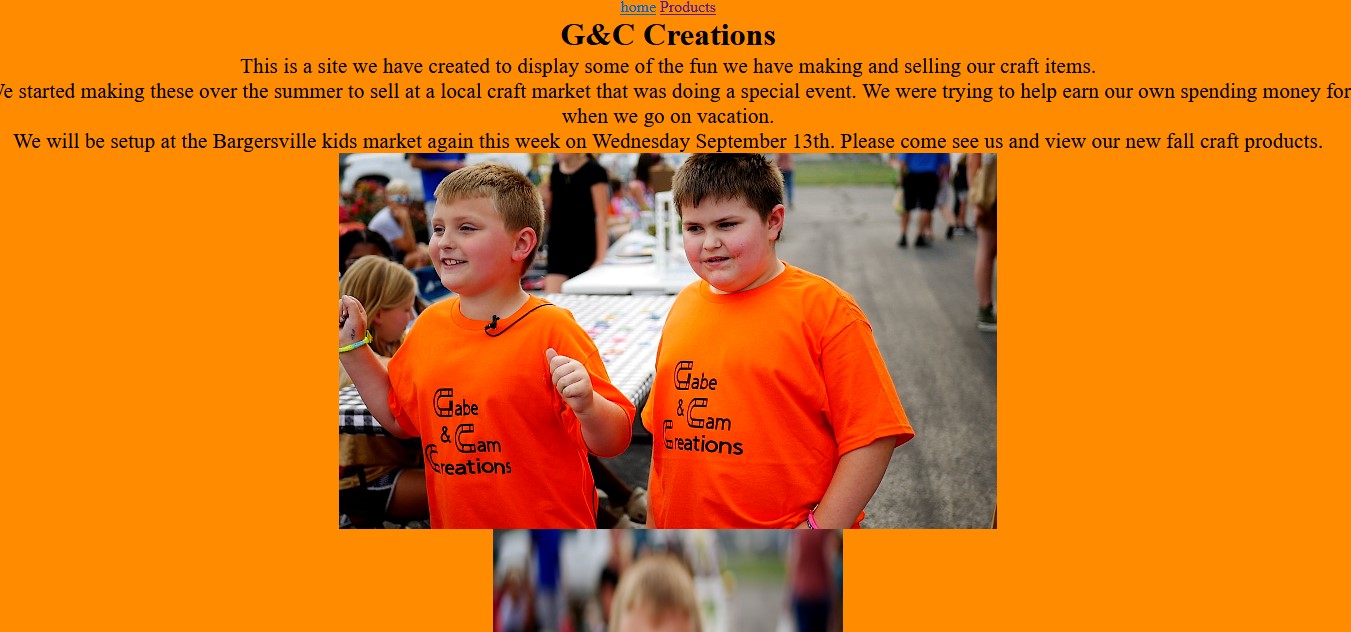 home Products
G&C Creations
This is a site we have created to display some of the fun we have making and selling our craft items.
We started making these over the summer to sell at a local craft market that was doing a special event. We were trying to help earn our own spending money for
when we go on vacation.
We will be setup at the Bargersville kids market again this week on Wednesday September 13th. Please come see us and view our new fall craft products.
Gabe
& Cam
Creations
Gabe
& Cam
Creations